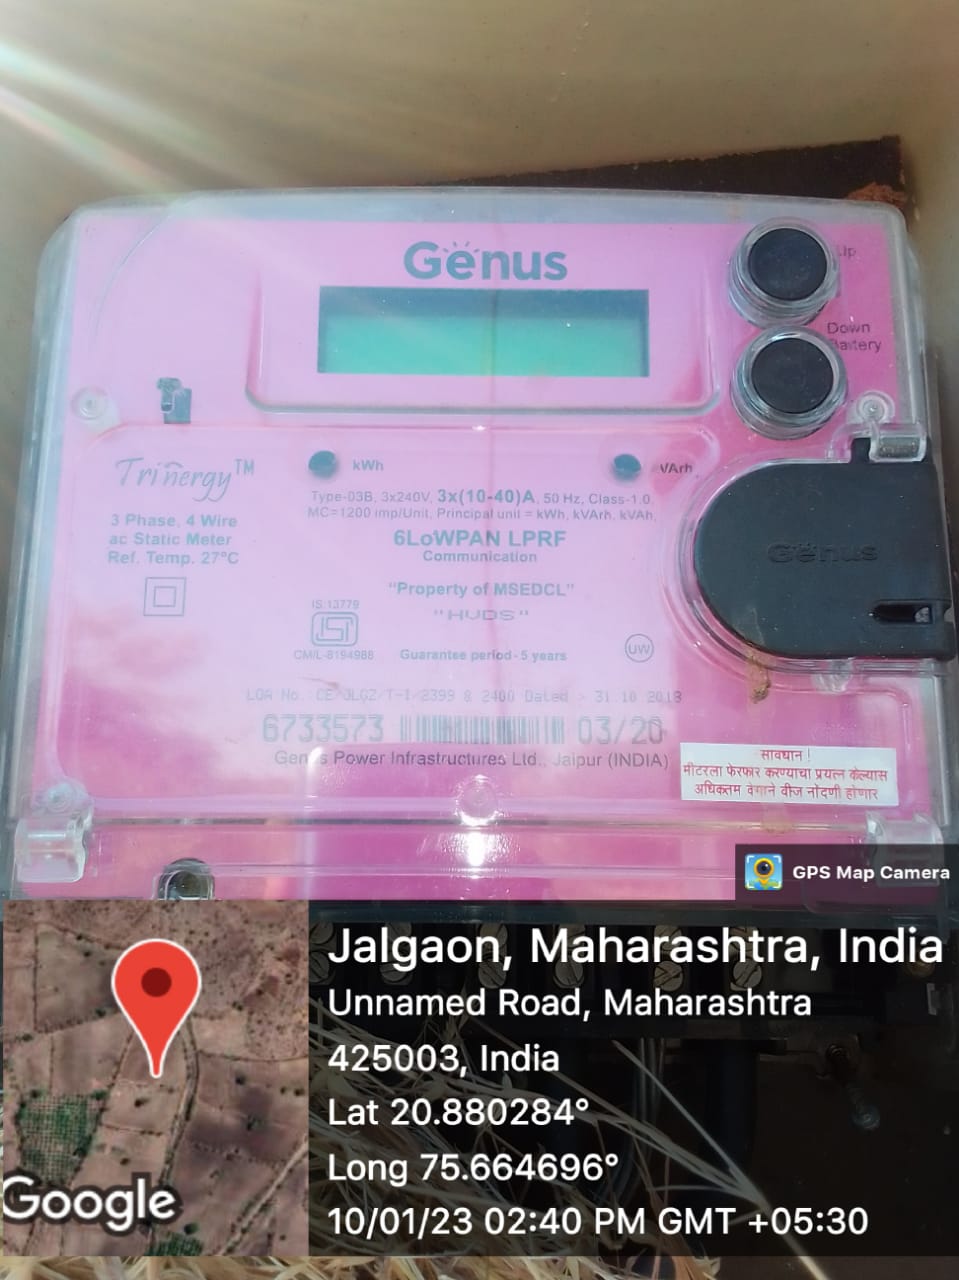 Genus
Up
Down
Battery
Trinergy™
3 Phase, 4 Wire
ac Static Meter
Ref. Temp. 27°C
kWh
VArh
Type-03B, 3x240V, 3x(10-40)A, 50 Hz, Class-1.0,
MC=1200 imp/Unit, Principal unit = kWh, kVArh, kVAh,
6LoWPAN LPRF
Communication
"Property of MSEDCL"
"HVDS"
IS:13779
CM/L-8194988
Guarantee period - 5 years
UW
Genus
LOA No. CE/JLGZ/T-I/2399 & 2400 Dated > 31.10 2018
6733573 03/20
Genus Power Infrastructures Ltd., Jaipur (INDIA)
सावधान !
मीटरला फेरफार करण्याचा प्रयत्न केल्यास
अधिकतम वेगाने वीज नोंदणी होणार
GPS Map Camera
Jalgaon, Maharashtra, India
Unnamed Road, Maharashtra
425003, India
Lat 20.880284°
Long 75.664696°
10/01/23 02:40 PM GMT +05:30
Google